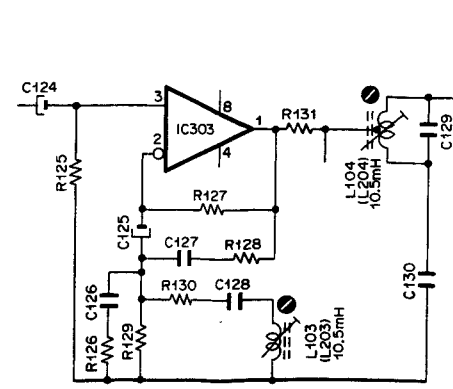 C124
3
8
1
R131
IC303
2
4
C129
L104
(L204)
10.5mH
R125
R127
C125
C127
R128
C130
C126
R130
C128
R126
R129
L103
(L203)
10.5mH